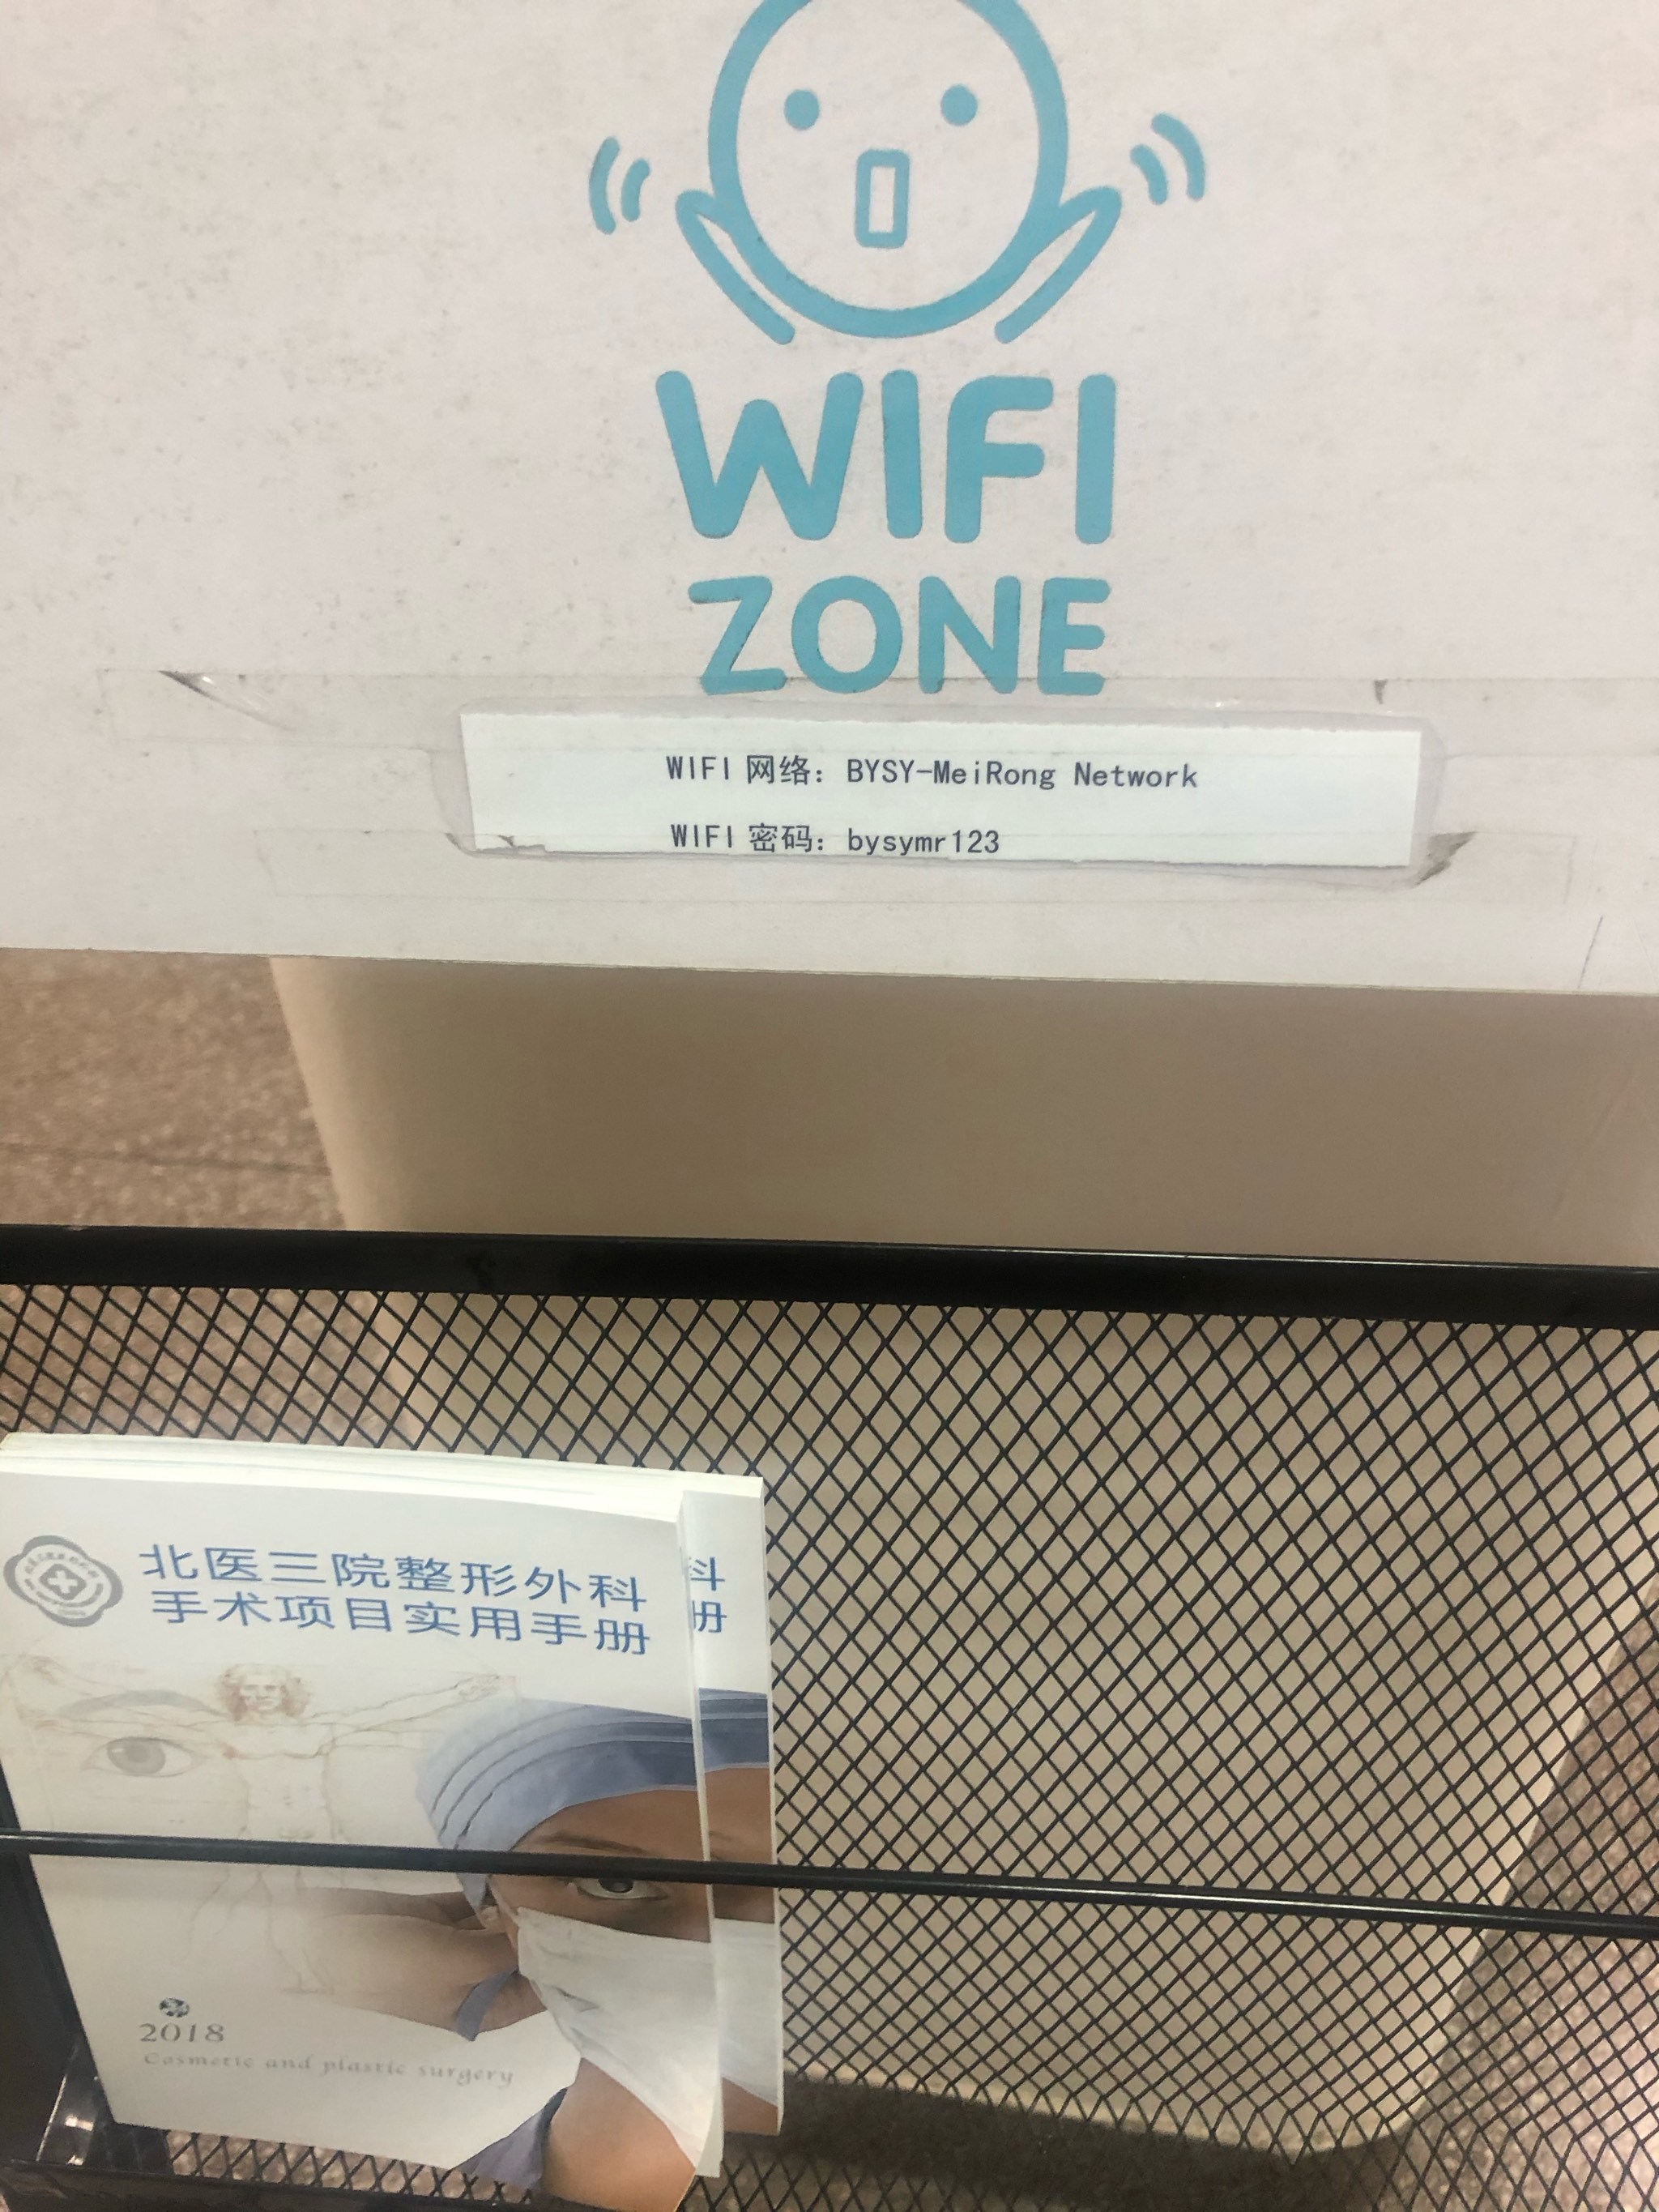 WIFI
ZONE
WIFI 网络: BYSY-MeiRong Network
WIFI 密码: bysymr123
北医三院整形外科
手术项目实用手册
科
册
2018
Cosmetic and plastic surgery